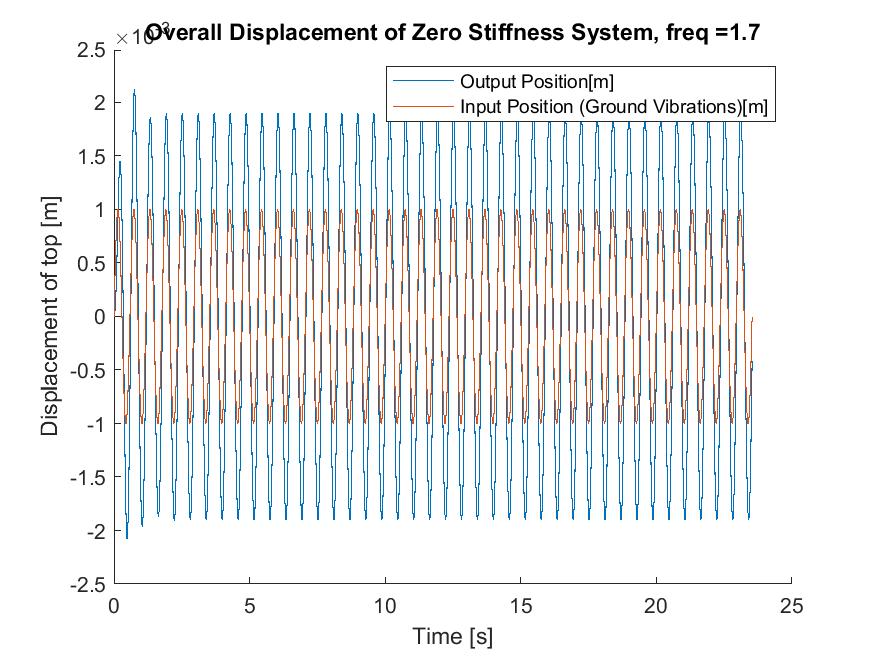 ×10-3
Overall Displacement of Zero Stiffness System, freq =1.7
Output Position[m]
Input Position (Ground Vibrations)[m]
2.5
2
1.5
1
0.5
0
-0.5
-1
-1.5
-2
-2.5
Displacement of top [m]
0 5 10 15 20 25
Time [s]